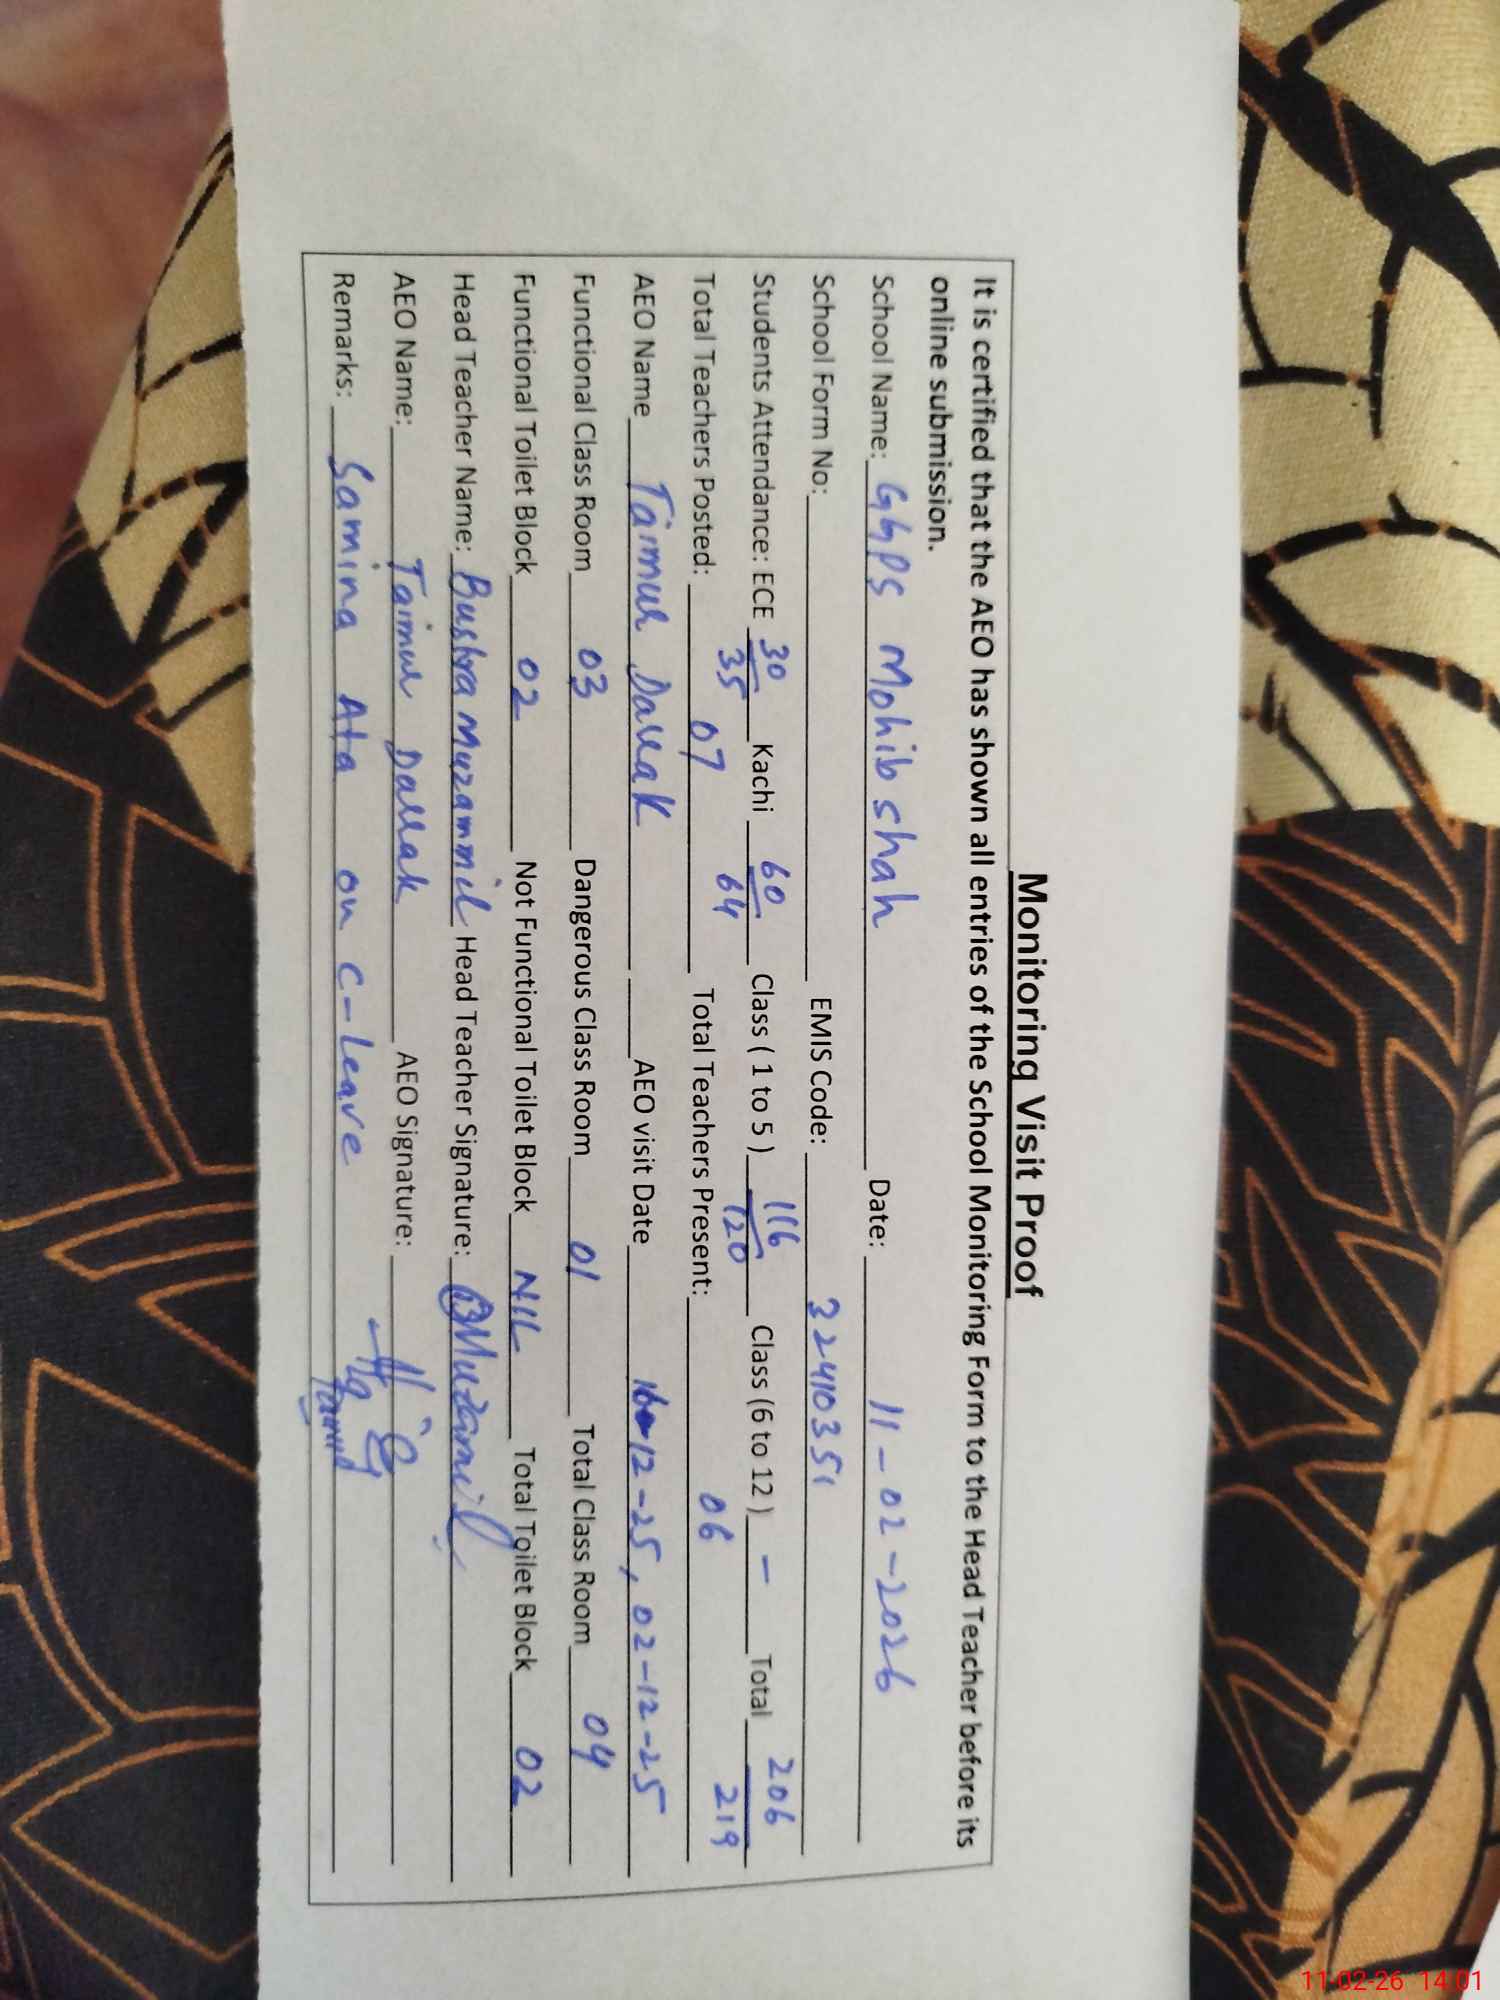 Monitoring Visit Proof
It is certified that the AEO has shown all entries of the School Monitoring Form to the Head Teacher before its
online submission.
School Name: GGPS Mohib shah Date: 11-02-2026
School Form No: EMIS Code: 32410351
Students Attendance: ECE 30/35 Kachi 60/64 Class ( 1 to 5 ) 116/120 Class (6 to 12 ) - Total 206/219
Total Teachers Posted: 07 Total Teachers Present: 06
AEO Name Taimur AEO visit Date 16-12-25, 02-12-25
Functional Class Room 03 Dangerous Class Room 01 Total Class Room 04
Functional Toilet Block 02 Not Functional Toilet Block NIL Total Toilet Block 02
Head Teacher Name: Bushra Muzammil Head Teacher Signature: Muzamil
AEO Name: Taimur AEO Signature:
Remarks: Samina Ata on C-Leave
11-02-26 14:01